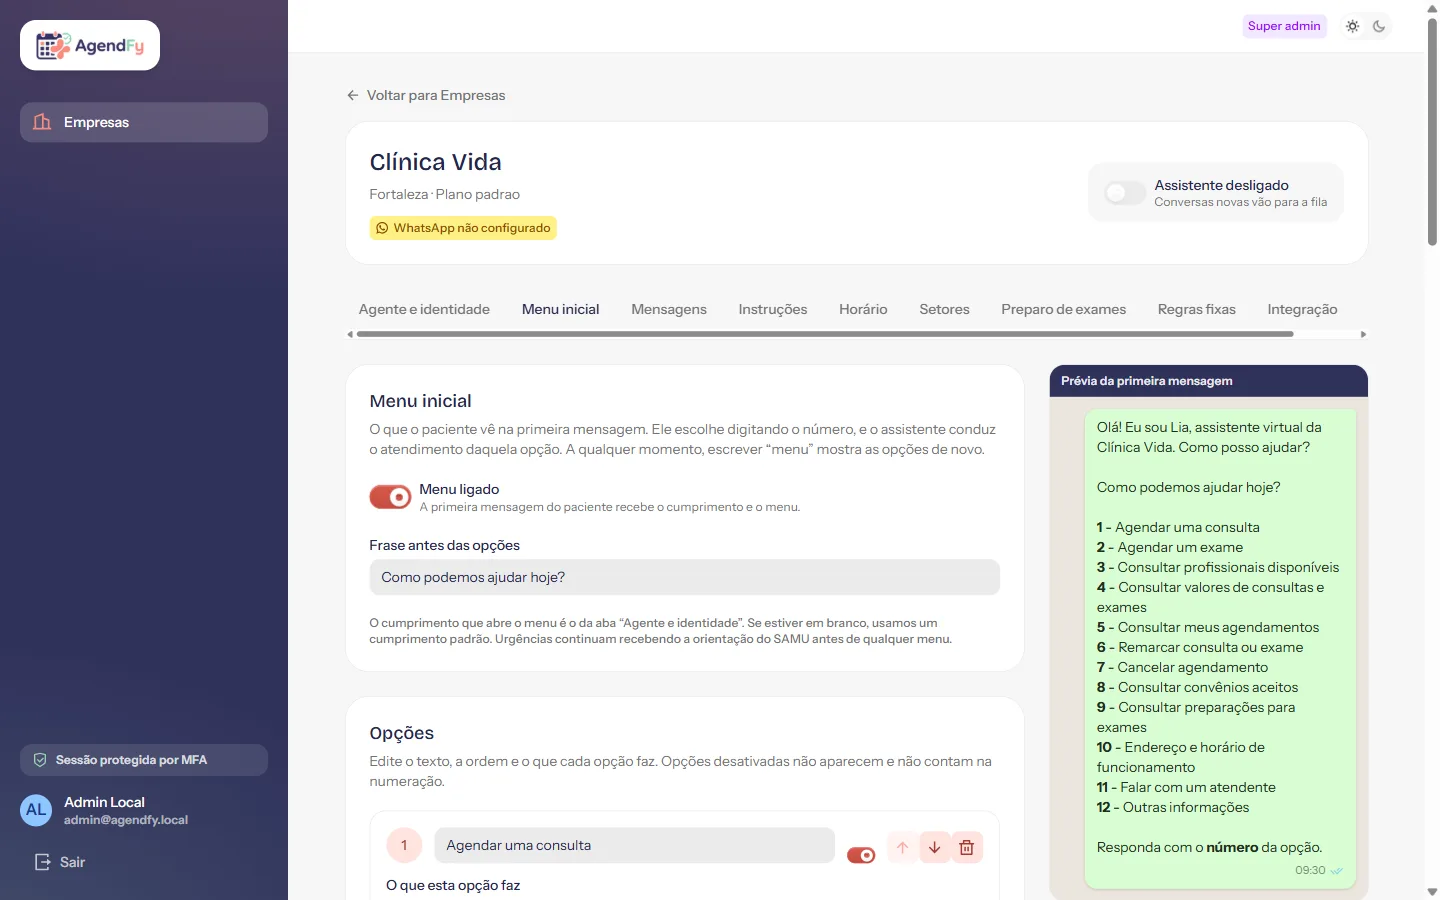 AgendFy
Empresas
Sessão protegida por MFA
AL
Admin Local
admin@agendfy.local
Sair
Super admin
Voltar para Empresas
Clínica Vida
Fortaleza · Plano padrao
WhatsApp não configurado
Assistente desligado
Conversas novas vão para a fila
Agente e identidade
Menu inicial
Mensagens
Instruções
Horário
Setores
Preparo de exames
Regras fixas
Integração
Menu inicial
O que o paciente vê na primeira mensagem. Ele escolhe digitando o número, e o assistente conduz
o atendimento daquela opção. A qualquer momento, escrever “menu” mostra as opções de novo.
Menu ligado
A primeira mensagem do paciente recebe o cumprimento e o menu.
Frase antes das opções
Como podemos ajudar hoje?
O cumprimento que abre o menu é o da aba “Agente e identidade”. Se estiver em branco, usamos um
cumprimento padrão. Urgências continuam recebendo a orientação do SAMU antes de qualquer menu.
Opções
Edite o texto, a ordem e o que cada opção faz. Opções desativadas não aparecem e não contam na
numeração.
1
Agendar uma consulta
O que esta opção faz
Prévia da primeira mensagem
Olá! Eu sou Lia, assistente virtual da
Clínica Vida. Como posso ajudar?
Como podemos ajudar hoje?
1 - Agendar uma consulta
2 - Agendar um exame
3 - Consultar profissionais disponíveis
4 - Consultar valores de consultas e
exames
5 - Consultar meus agendamentos
6 - Remarcar consulta ou exame
7 - Cancelar agendamento
8 - Consultar convênios aceitos
9 - Consultar preparações para
exames
10 - Endereço e horário de
funcionamento
11 - Falar com um atendente
12 - Outras informações
Responda com o número da opção.
09:30